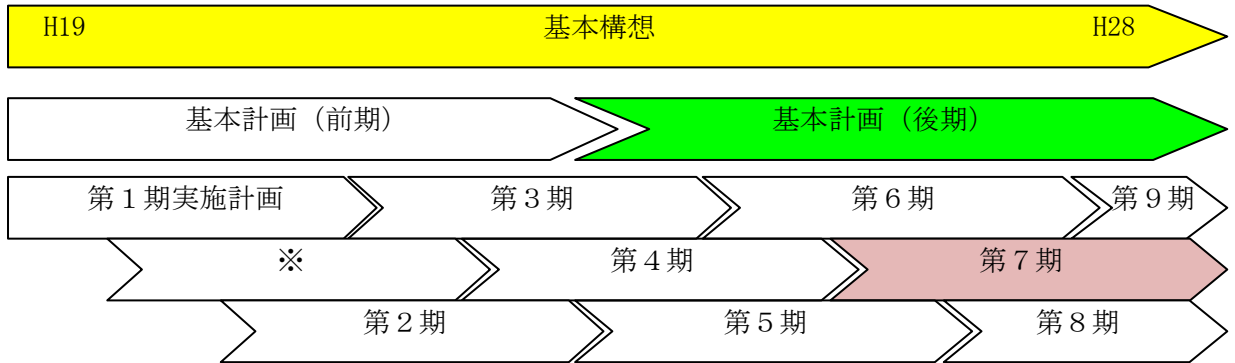 H19 基本構想 H28
基本計画（前期） 基本計画（後期）
第１期実施計画 第３期 第６期 第９期
※ 第４期 第７期
第２期 第５期 第８期